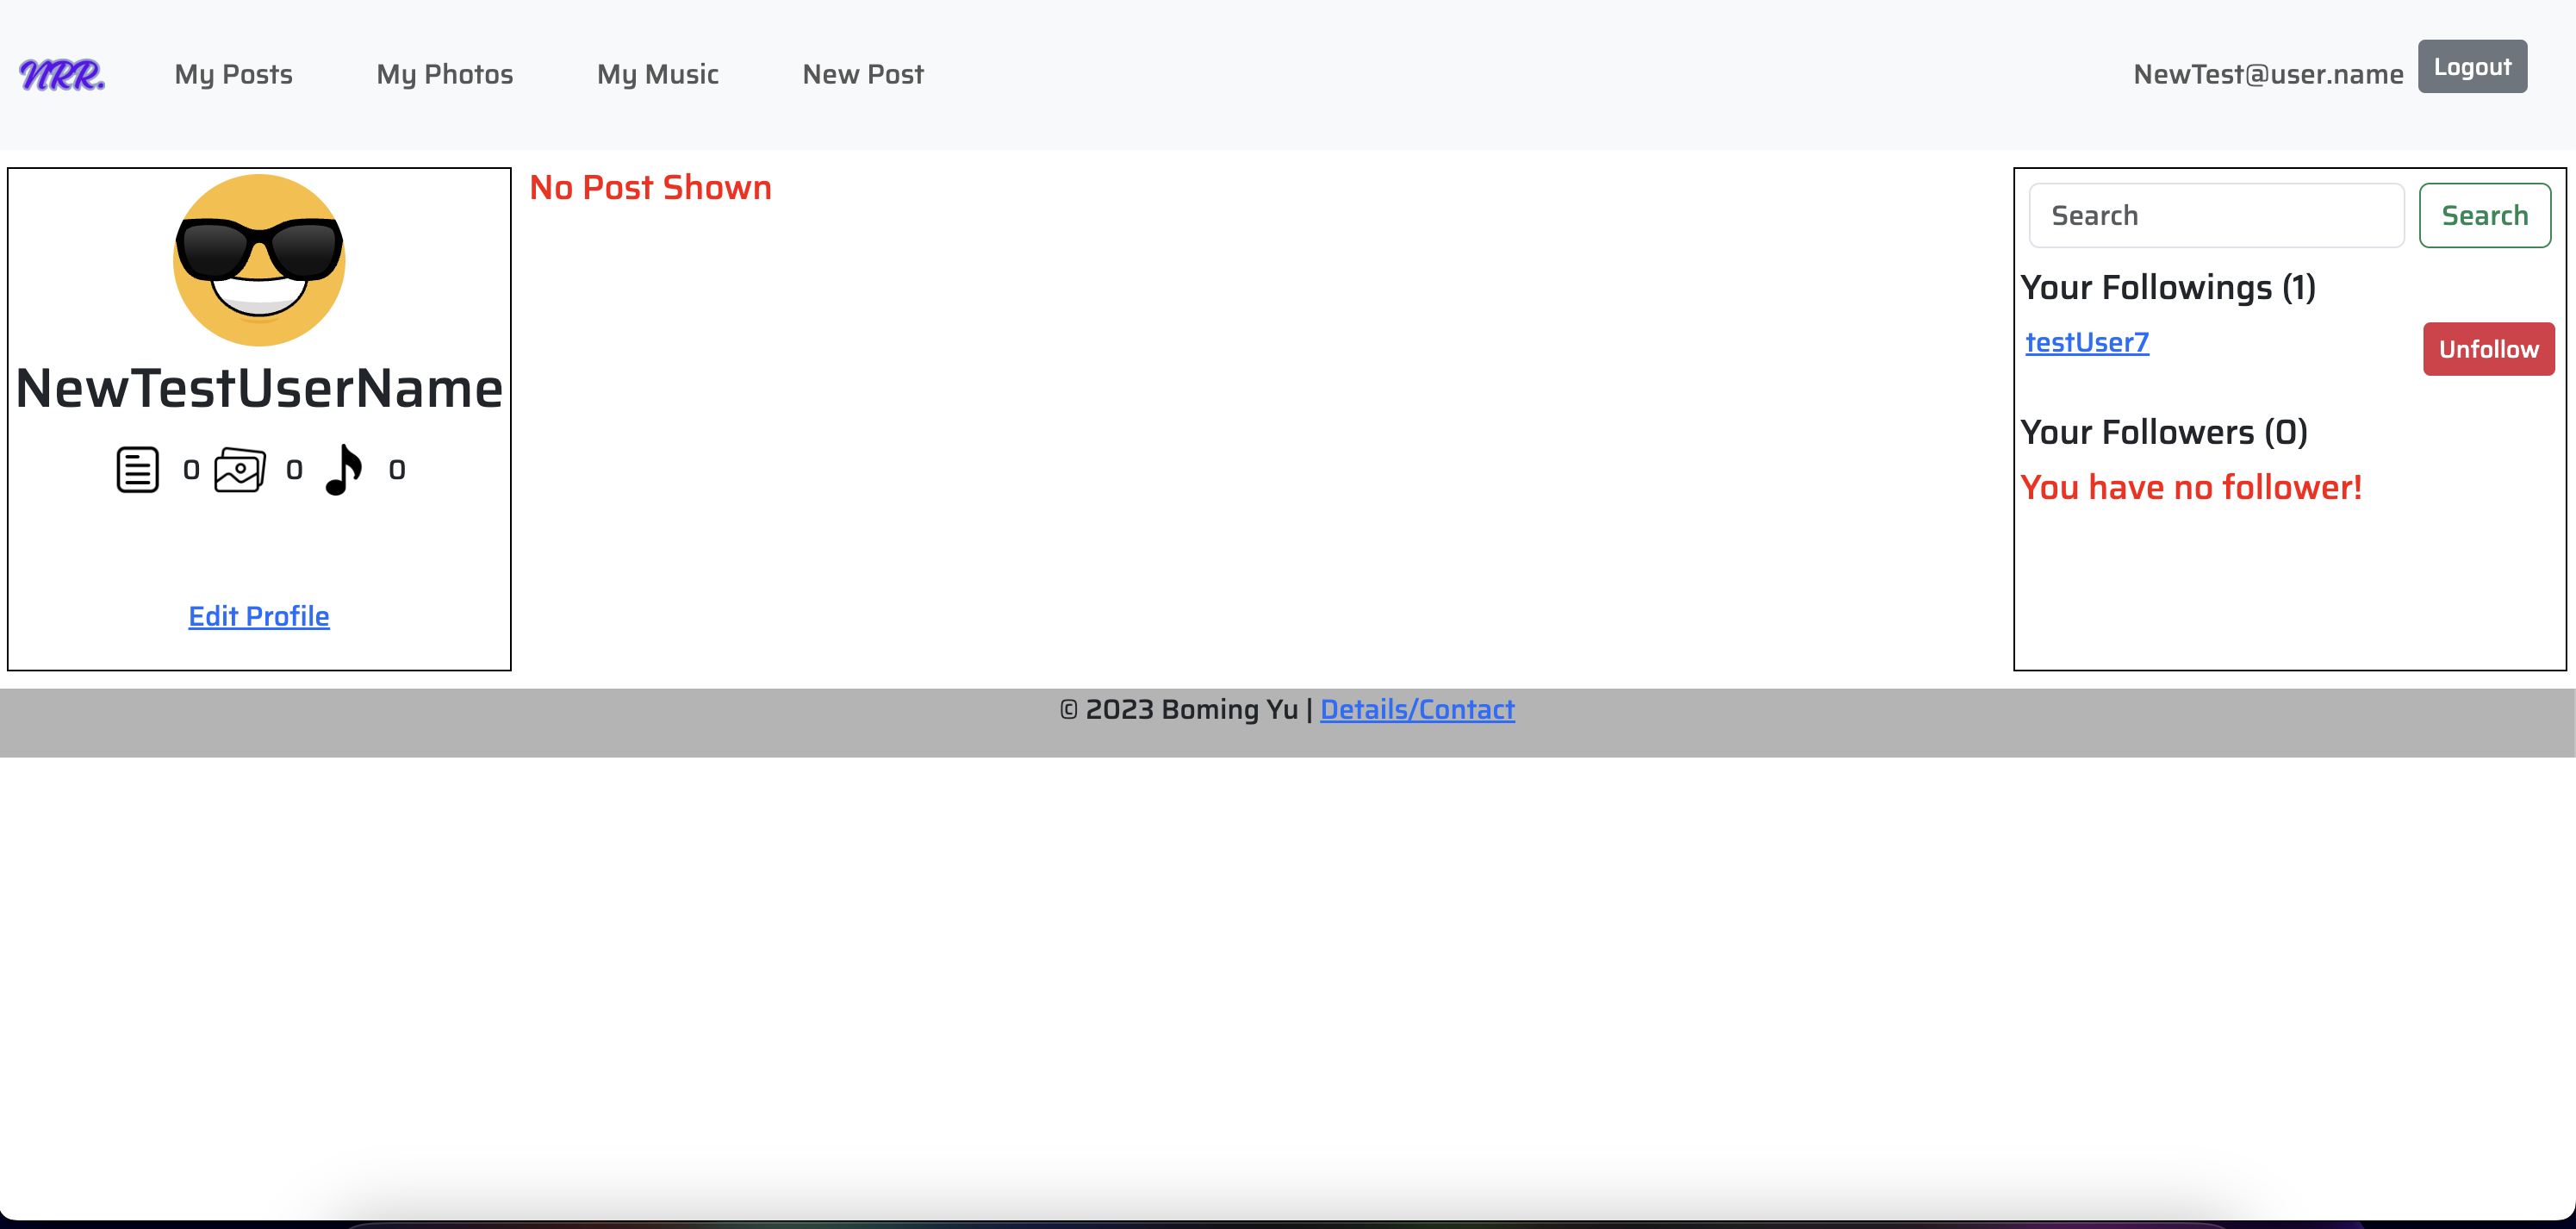 NRR. My Posts My Photos My Music New Post NewTest@user.name Logout
NewTestUserName
0 0 0
Edit Profile
No Post Shown
Search Search
Your Followings (1)
testUser7 Unfollow
Your Followers (0)
You have no follower!
© 2023 Boming Yu | Details/Contact